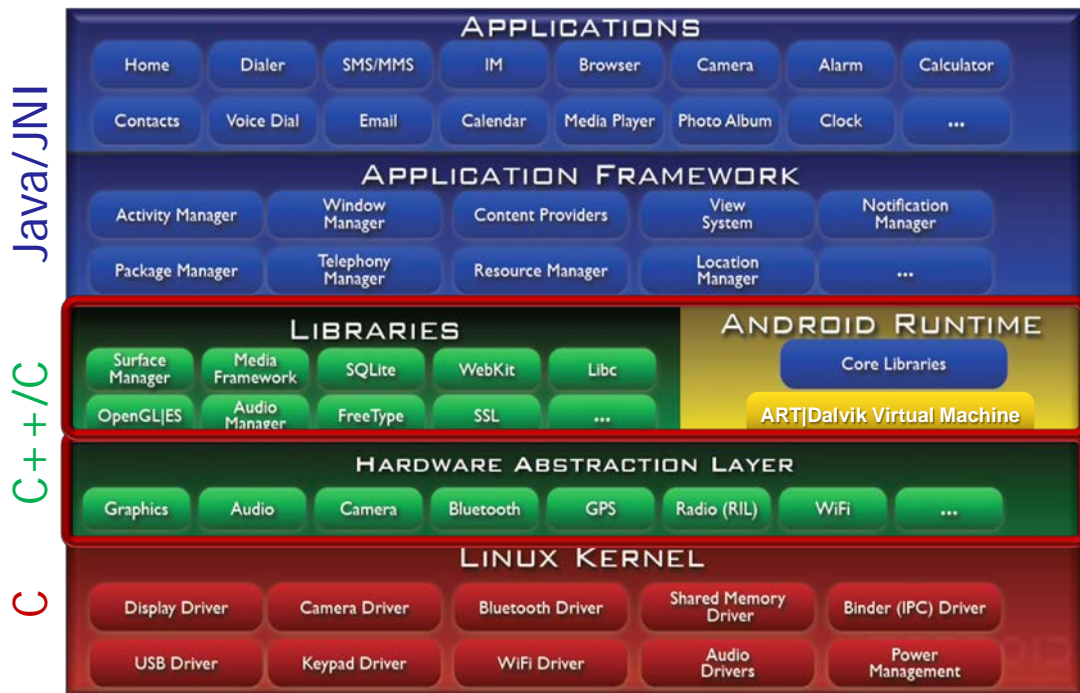 Java/JNI
C++/C
C
APPLICATIONS
Home Dialer SMS/MMS IM Browser Camera Alarm Calculator
Contacts Voice Dial Email Calendar Media Player Photo Album Clock ...
APPLICATION FRAMEWORK
Activity Manager
Window
Manager
Content Providers
View
System
Notification
Manager
Package Manager
Telephony
Manager
Resource Manager
Location
Manager
...
LIBRARIES
Surface
Manager
Media
Framework
SQLite
WebKit
Libc
OpenGL|ES
Audio
Manager
FreeType
SSL
...
ANDROID RUNTIME
Core Libraries
ART|Dalvik Virtual Machine
HARDWARE ABSTRACTION LAYER
Graphics Audio Camera Bluetooth GPS Radio (RIL) WiFi ...
LINUX KERNEL
Display Driver
Camera Driver
Bluetooth Driver
Shared Memory
Driver
Binder (IPC) Driver
USB Driver
Keypad Driver
WiFi Driver
Audio
Drivers
Power
Management